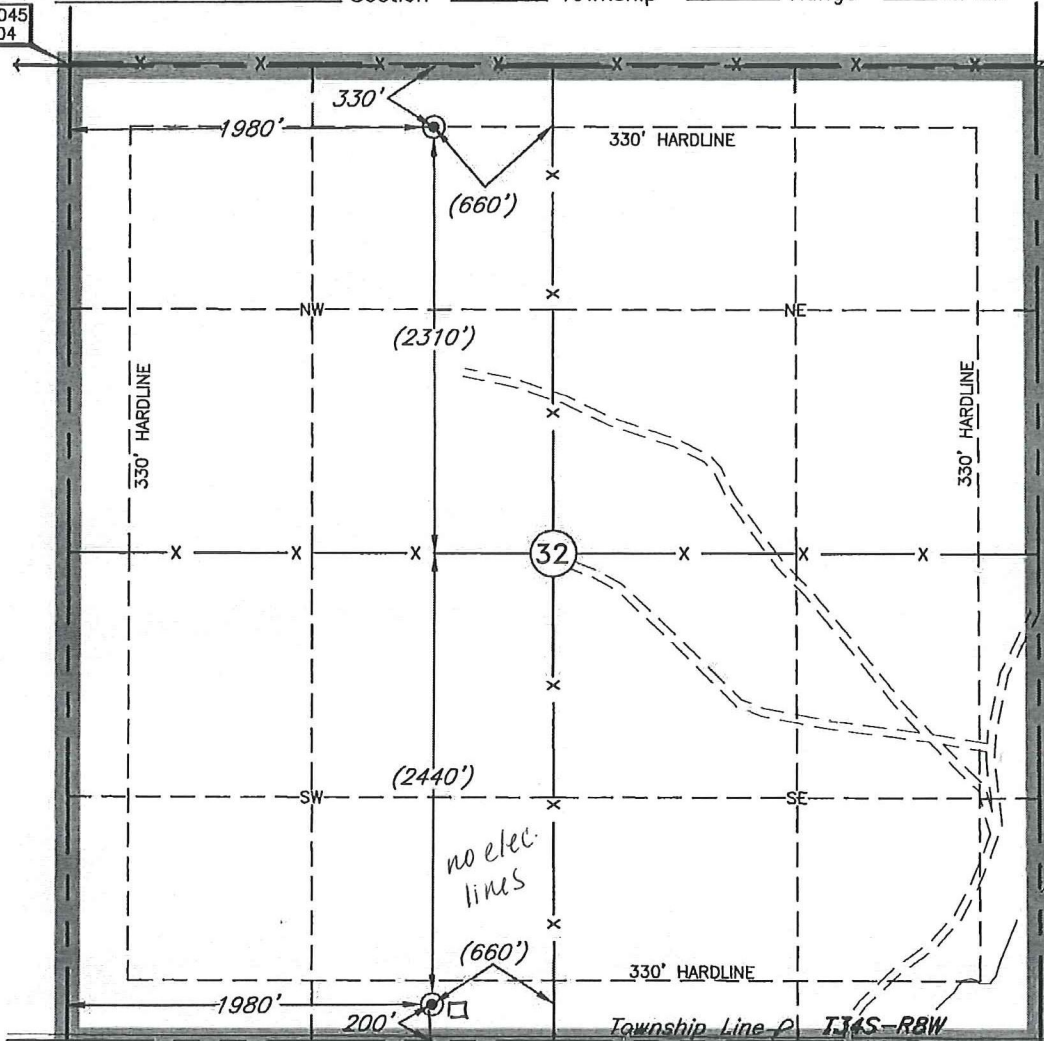 045
04
Section Township Range
330'
1980'
330' HARDLINE
(660')
NW
NE
(2310')
330' HARDLINE
330' HARDLINE
32
(2440')
SW
SE
no elec.
lines
(660')
330' HARDLINE
1980'
200'
Township Line T34S-R8W